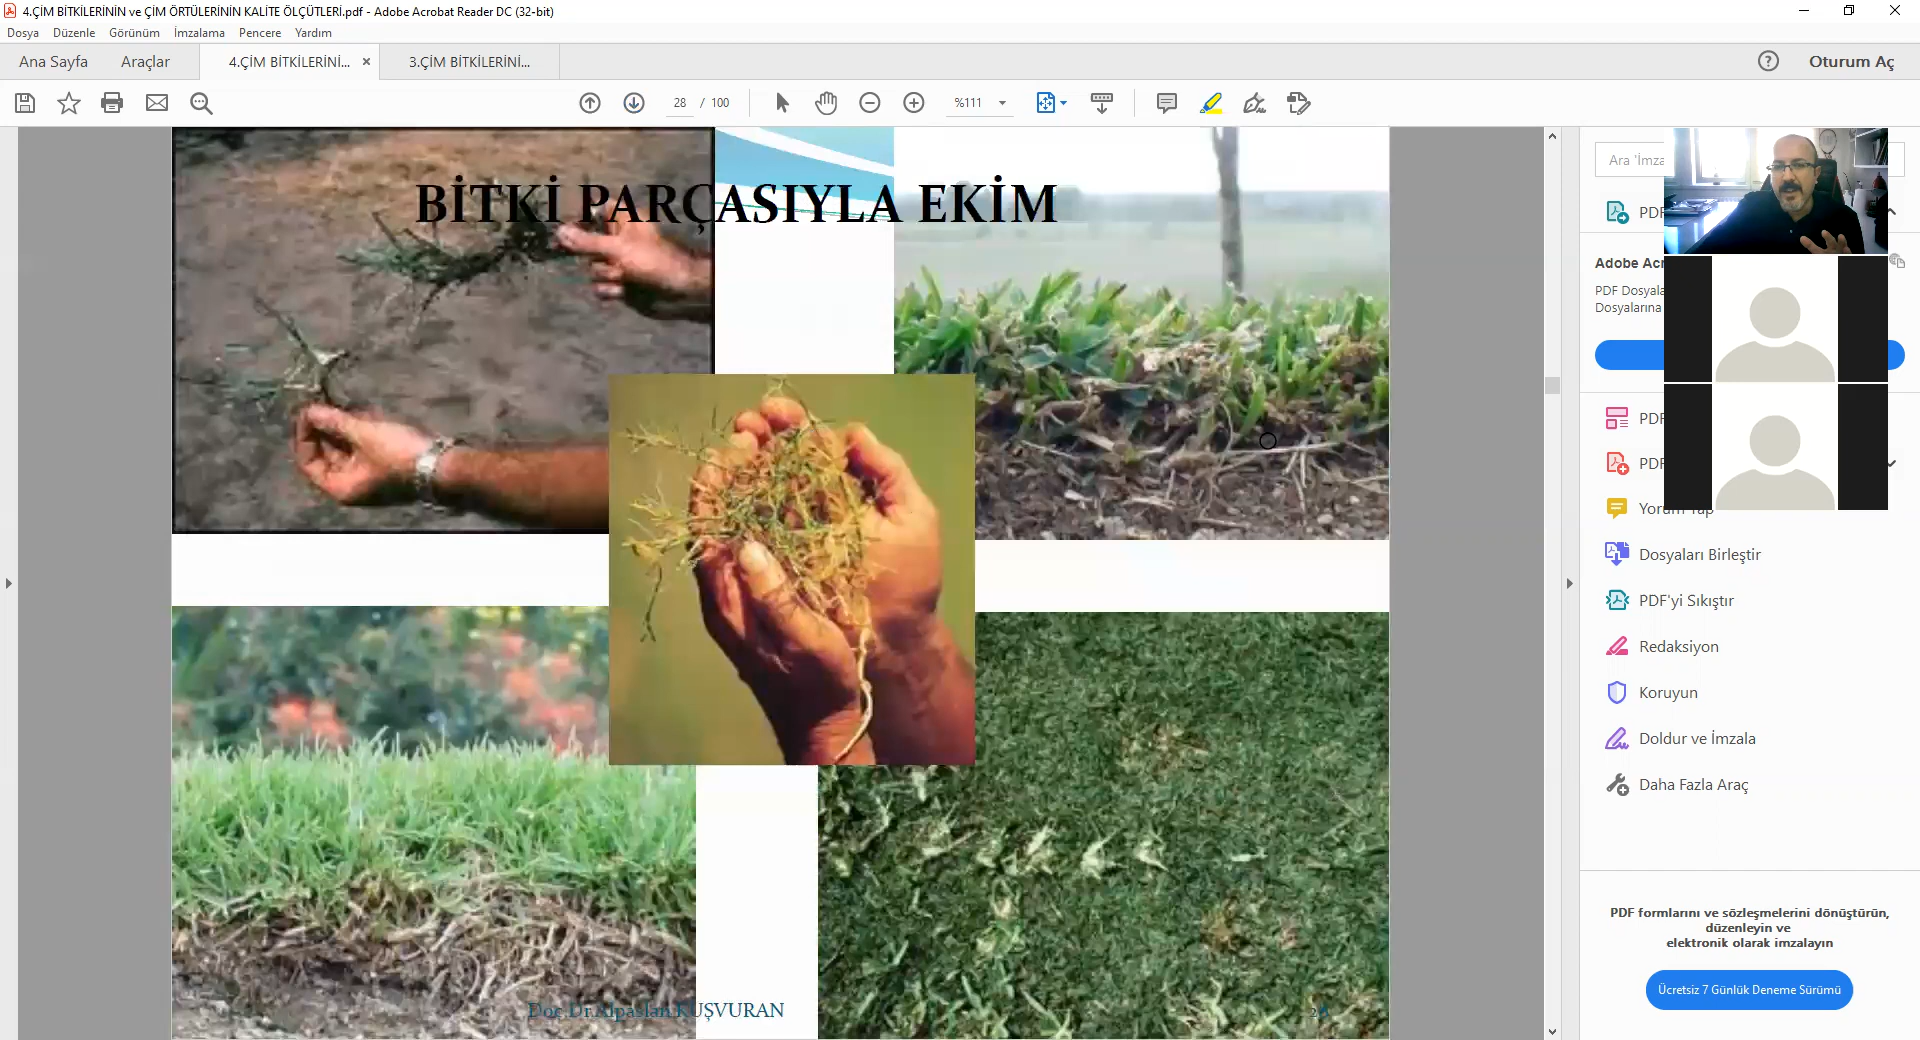 4.ÇİM BİTKİLERİNİN ve ÇİM ÖRTÜLERİNİN KALİTE ÖLÇÜTLERİ.pdf - Adobe Acrobat Reader DC (32-bit)
Dosya Düzenle Görünüm İmzalama Pencere Yardım
Ana Sayfa Araçlar 4.ÇİM BİTKİLERİNİ... 3.ÇİM BİTKİLERİNİ... Oturum Aç
28 / 100 %111
Ara 'İmza
PDF
Adobe Acr
PDF Dosyala
Dosyalarına
PDF
PDF
Yorum Yap
Dosyaları Birleştir
PDF'yi Sıkıştır
Redaksiyon
Koruyun
Doldur ve İmzala
Daha Fazla Araç
PDF formlarını ve sözleşmelerini dönüştürün,
düzenleyin ve
elektronik olarak imzalayın
Ücretsiz 7 Günlük Deneme Sürümü
BİTKİ PARÇASIYLA EKİM
Doç.Dr.Alpaslan KUŞVURAN